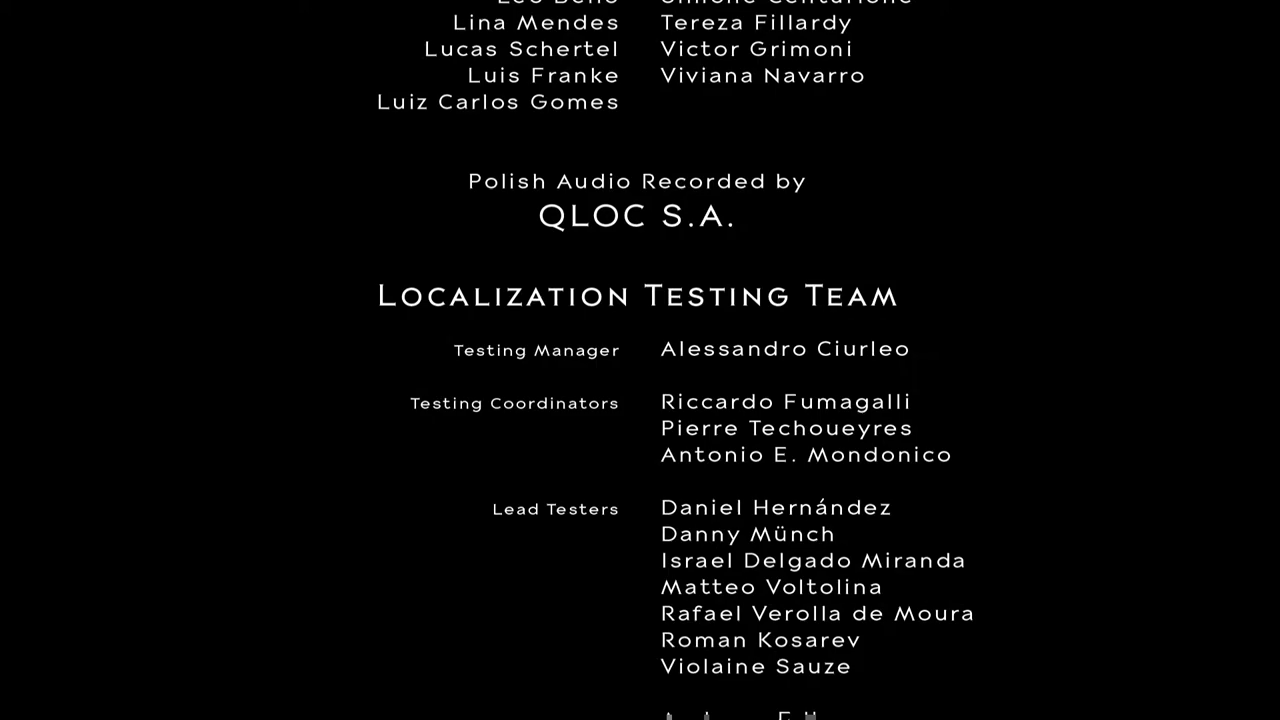 Lina Mendes Tereza Fillardy
Lucas Schertel Victor Grimoni
Luis Franke Viviana Navarro
Luiz Carlos Gomes
Polish Audio Recorded by
QLOC S.A.
Localization Testing Team
Testing Manager Alessandro Ciurleo
Testing Coordinators Riccardo Fumagalli
Pierre Techoueyres
Antonio E. Mondonico
Lead Testers Daniel Hernández
Danny Münch
Israel Delgado Miranda
Matteo Voltolina
Rafael Verolla de Moura
Roman Kosarev
Violaine Sauze